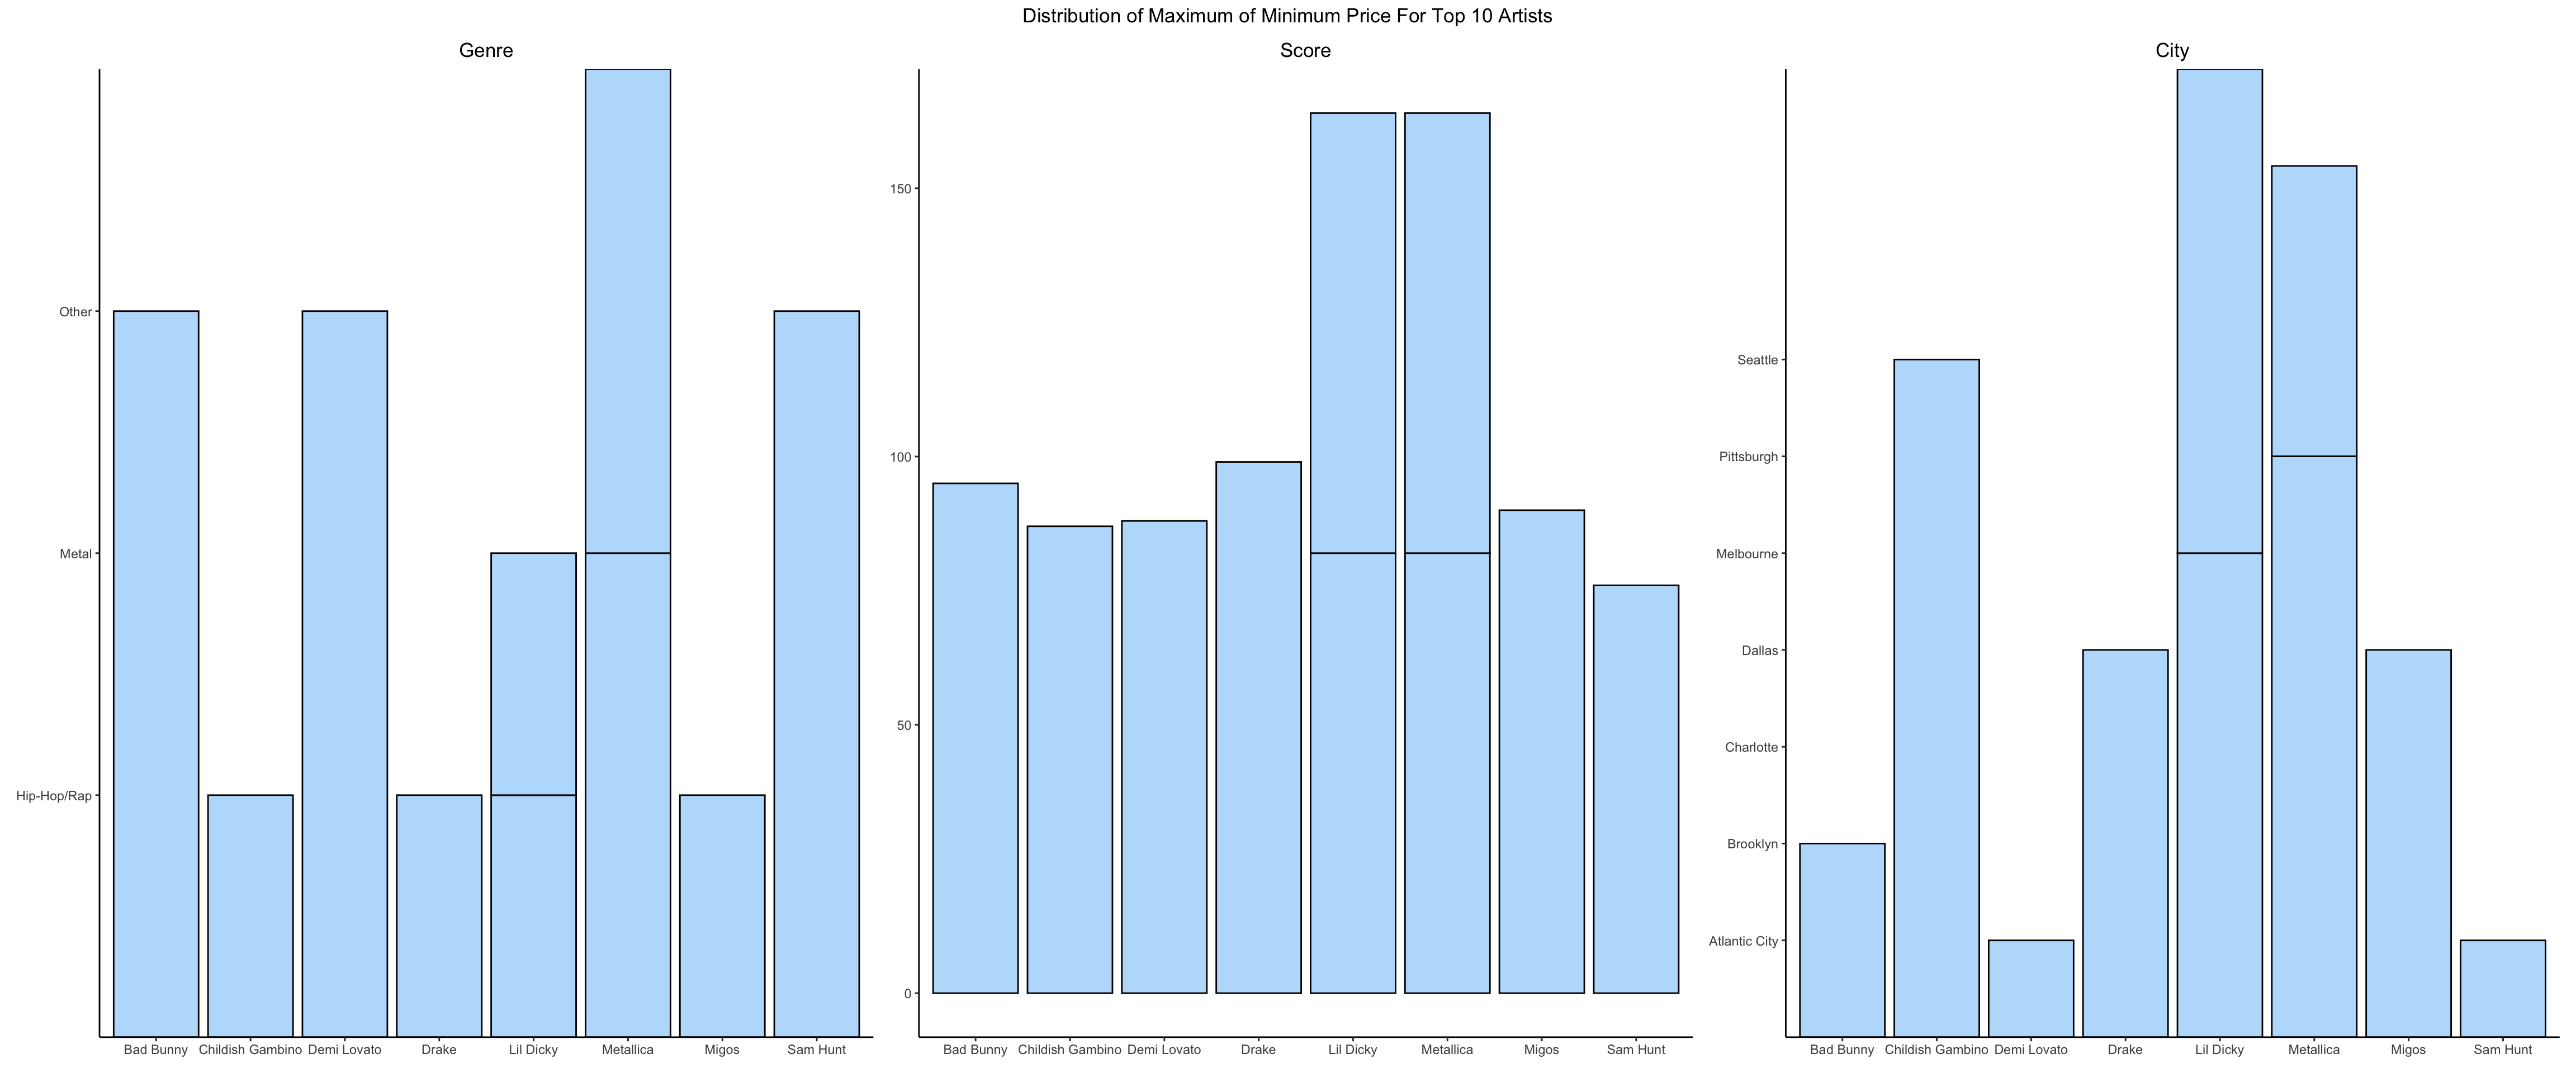 Distribution of Maximum of Minimum Price For Top 10 Artists
Genre
Other
Metal
Hip-Hop/Rap
Bad Bunny Childish Gambino Demi Lovato Drake Lil Dicky Metallica Migos Sam Hunt
Score
150
100
50
0
Bad Bunny Childish Gambino Demi Lovato Drake Lil Dicky Metallica Migos Sam Hunt
City
Seattle
Pittsburgh
Melbourne
Dallas
Charlotte
Brooklyn
Atlantic City
Bad Bunny Childish Gambino Demi Lovato Drake Lil Dicky Metallica Migos Sam Hunt